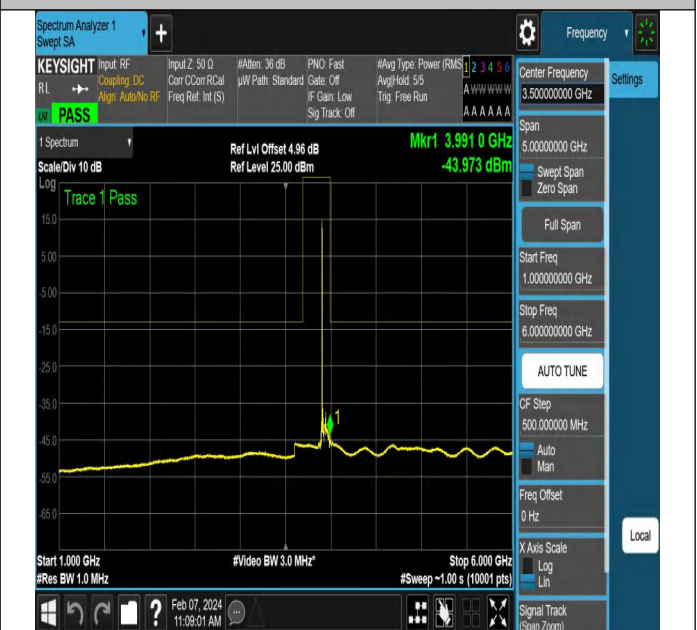 Spectrum Analyzer 1
Swept SA
+
Frequency
KEYSIGHT
RL
Input: RF
Coupling: DC
Align: Auto/No RF
Input Z: 50 Ω
Corr CCorr RCal
Freq Ref: Int (S)
#Atten: 36 dB
µW Path: Standard
PNO: Fast
Gate: Off
IF Gain: Low
Sig Track: Off
#Avg Type: Power (RMS
Avg|Hold: 5/5
Trig: Free Run
1 2 3 4 5 6
A W W W W W
A A A A A A
LXI
PASS
1 Spectrum
Scale/Div 10 dB
Ref Lvl Offset 4.96 dB
Ref Level 25.00 dBm
Mkr1 3.991 0 GHz
-43.973 dBm
Log
Trace 1 Pass
15.0
5.00
-5.00
-15.0
-25.0
-35.0
-45.0
-55.0
-65.0
1
Start 1.000 GHz
#Res BW 1.0 MHz
#Video BW 3.0 MHz*
Stop 6.000 GHz
#Sweep ~1.00 s (10001 pts)
Feb 07, 2024
11:09:01 AM
?
Center Frequency
3.500000000 GHz
Settings
Span
5.00000000 GHz
Swept Span
Zero Span
Full Span
Start Freq
1.000000000 GHz
Stop Freq
6.000000000 GHz
AUTO TUNE
CF Step
500.000000 MHz
Auto
Man
Freq Offset
0 Hz
Local
X Axis Scale
Log
Lin
Signal Track
(Span Zoom)